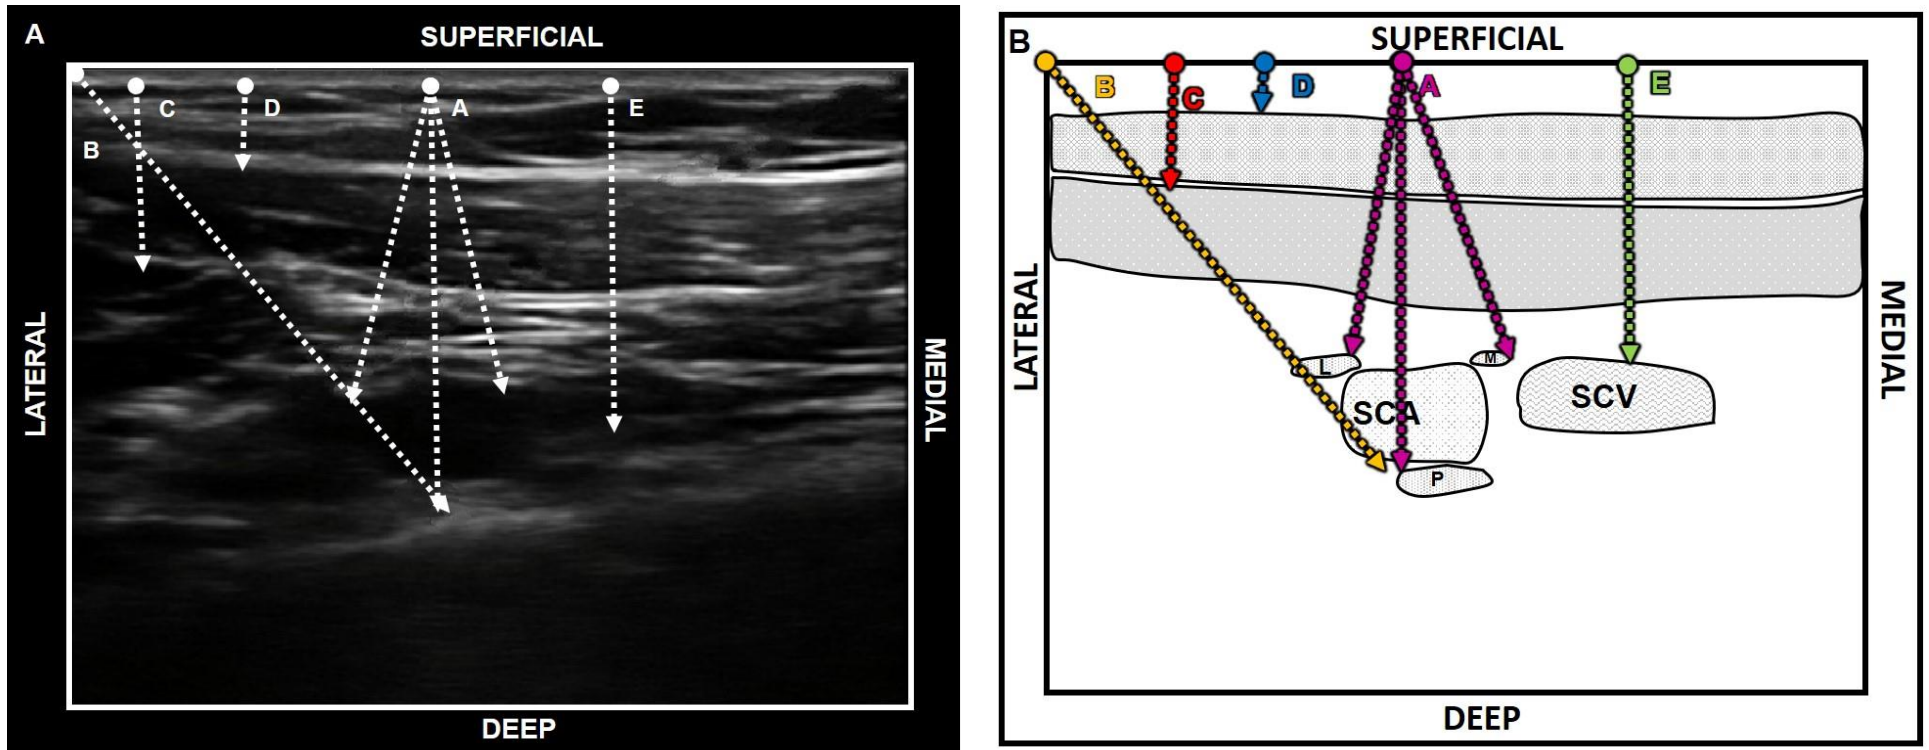 A
SUPERFICIAL
C
D
A
E
B
LATERAL
MEDIAL
DEEP
B
SUPERFICIAL
B
C
D
A
E
LATERAL
MEDIAL
L
M
SCA
SCV
P
DEEP